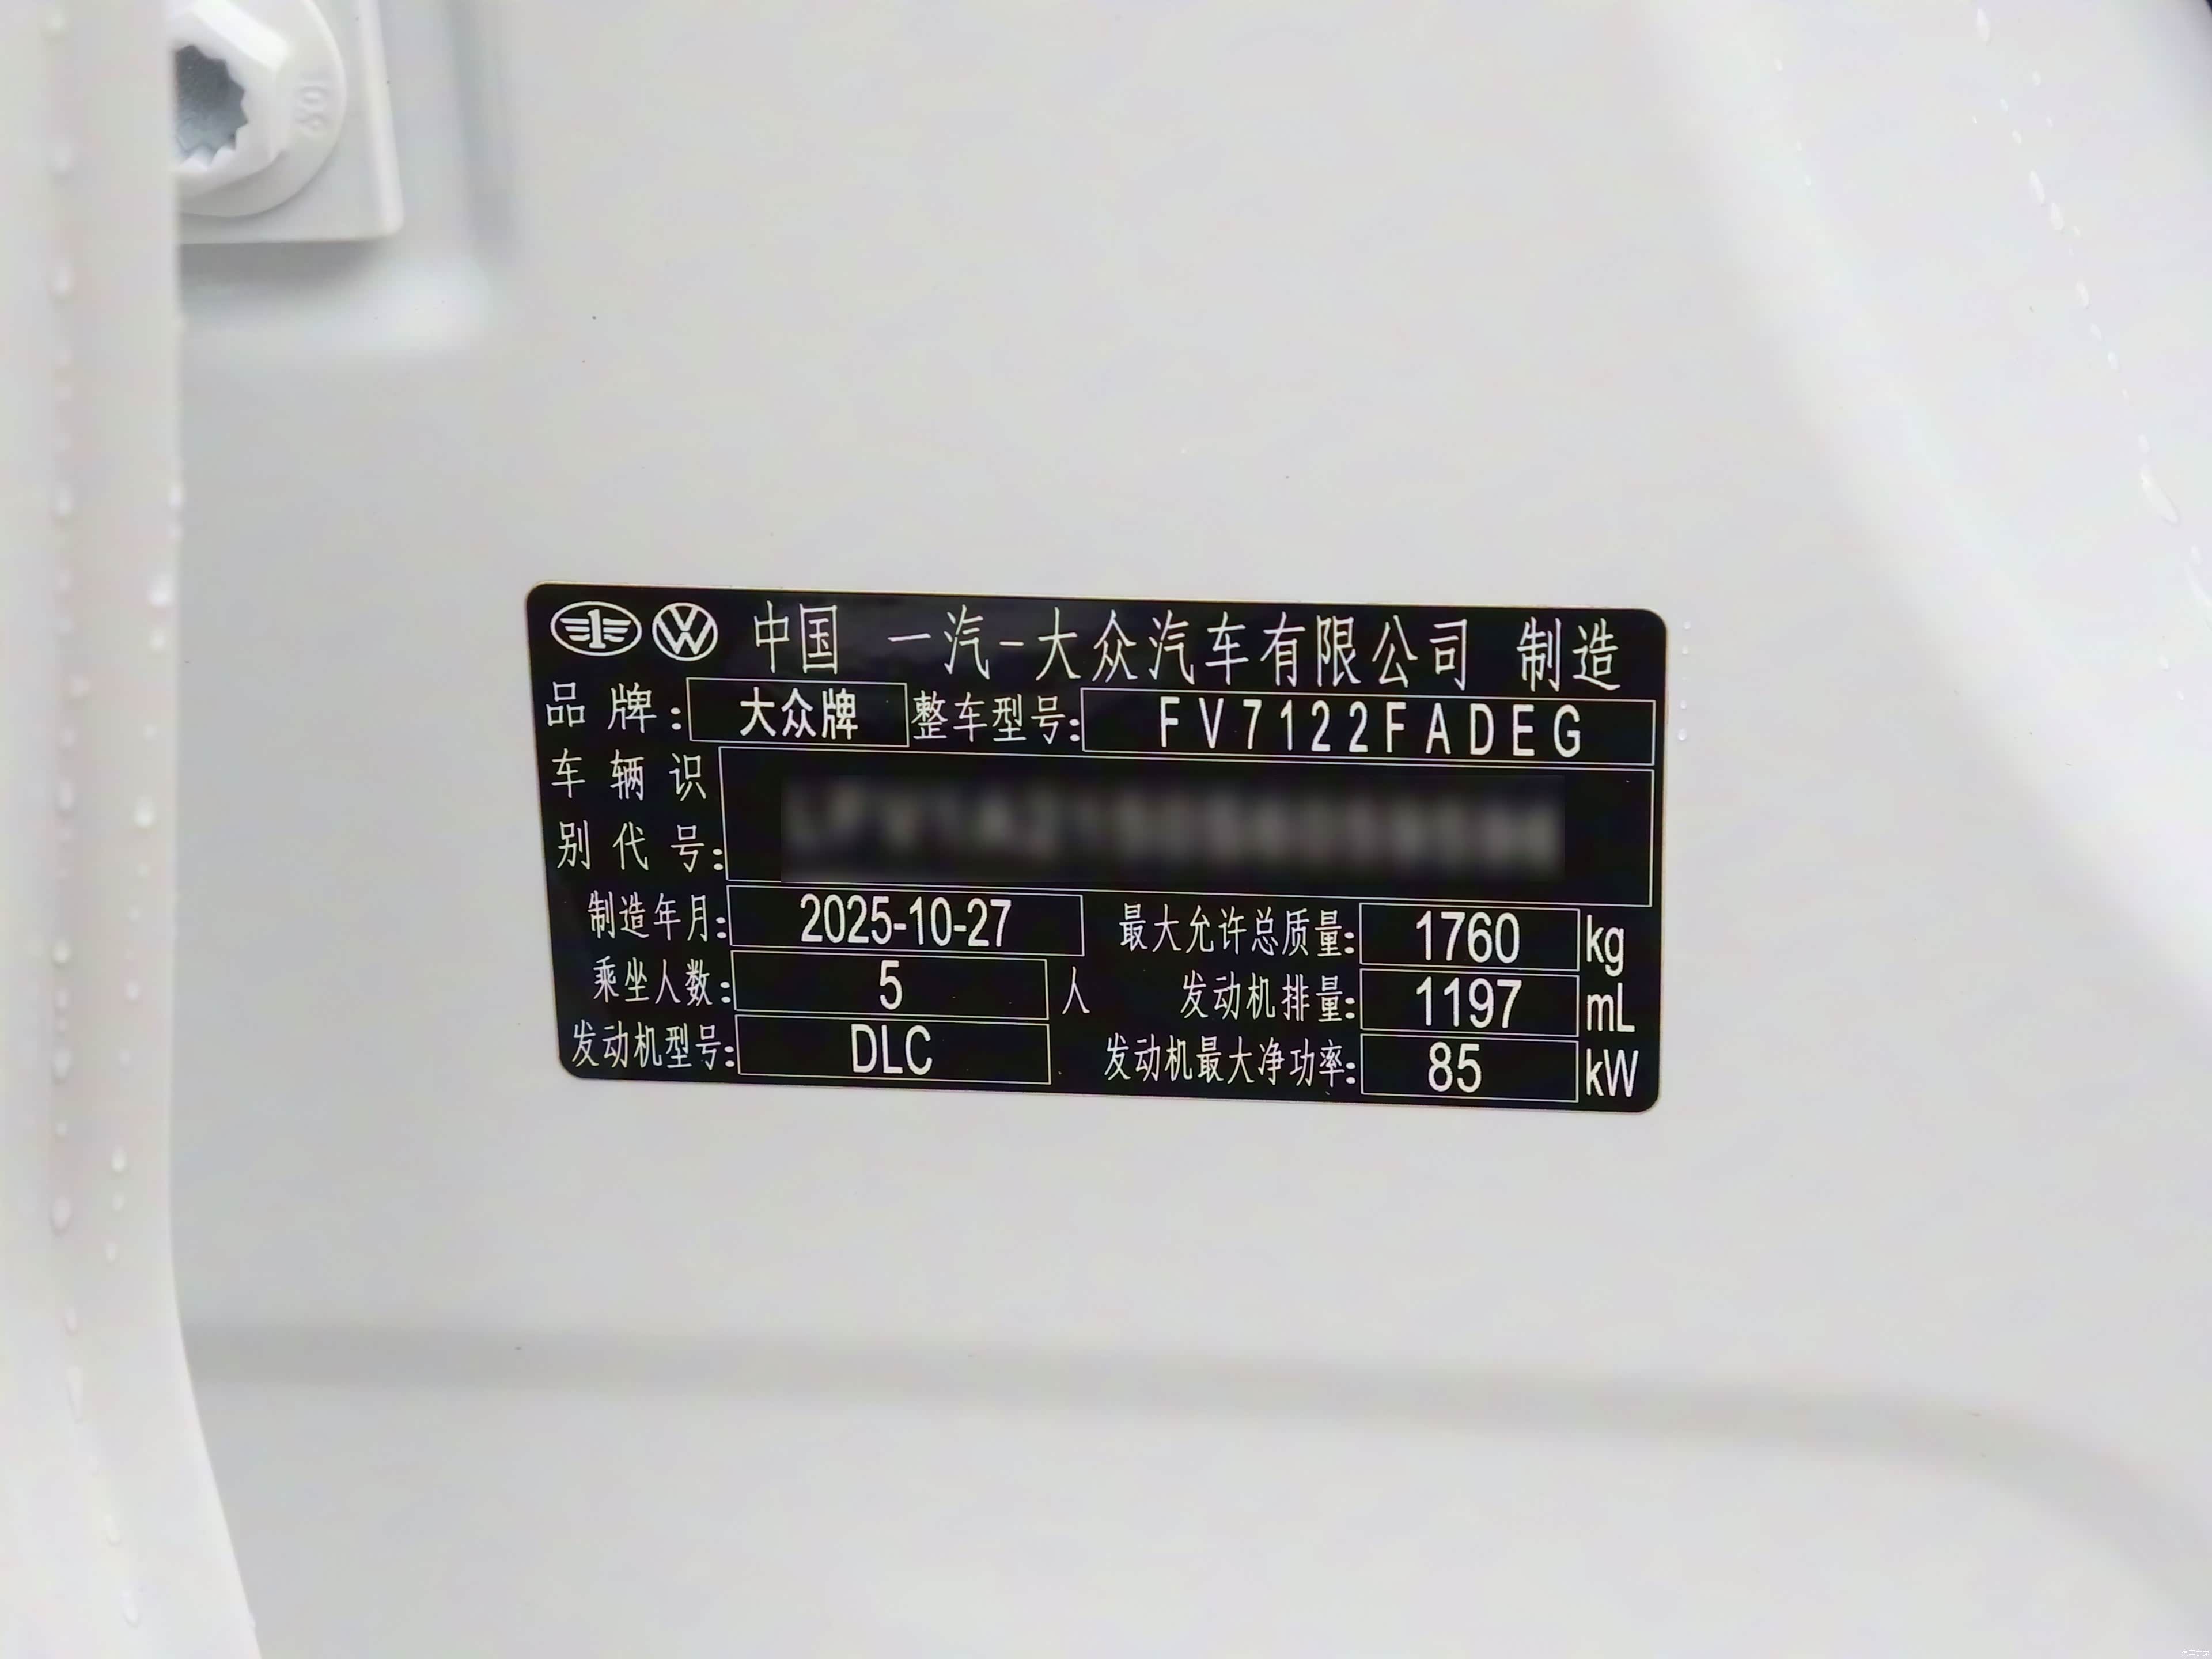 中国 一汽-大众汽车有限公司 制造
品牌: 大众牌 整车型号: FV7122FADEG
车辆识
别代号:
制造年月: 2025-10-27 最大允许总质量: 1760 kg
乘坐人数: 5 人 发动机排量: 1197 mL
发动机型号: DLC 发动机最大净功率: 85 kW